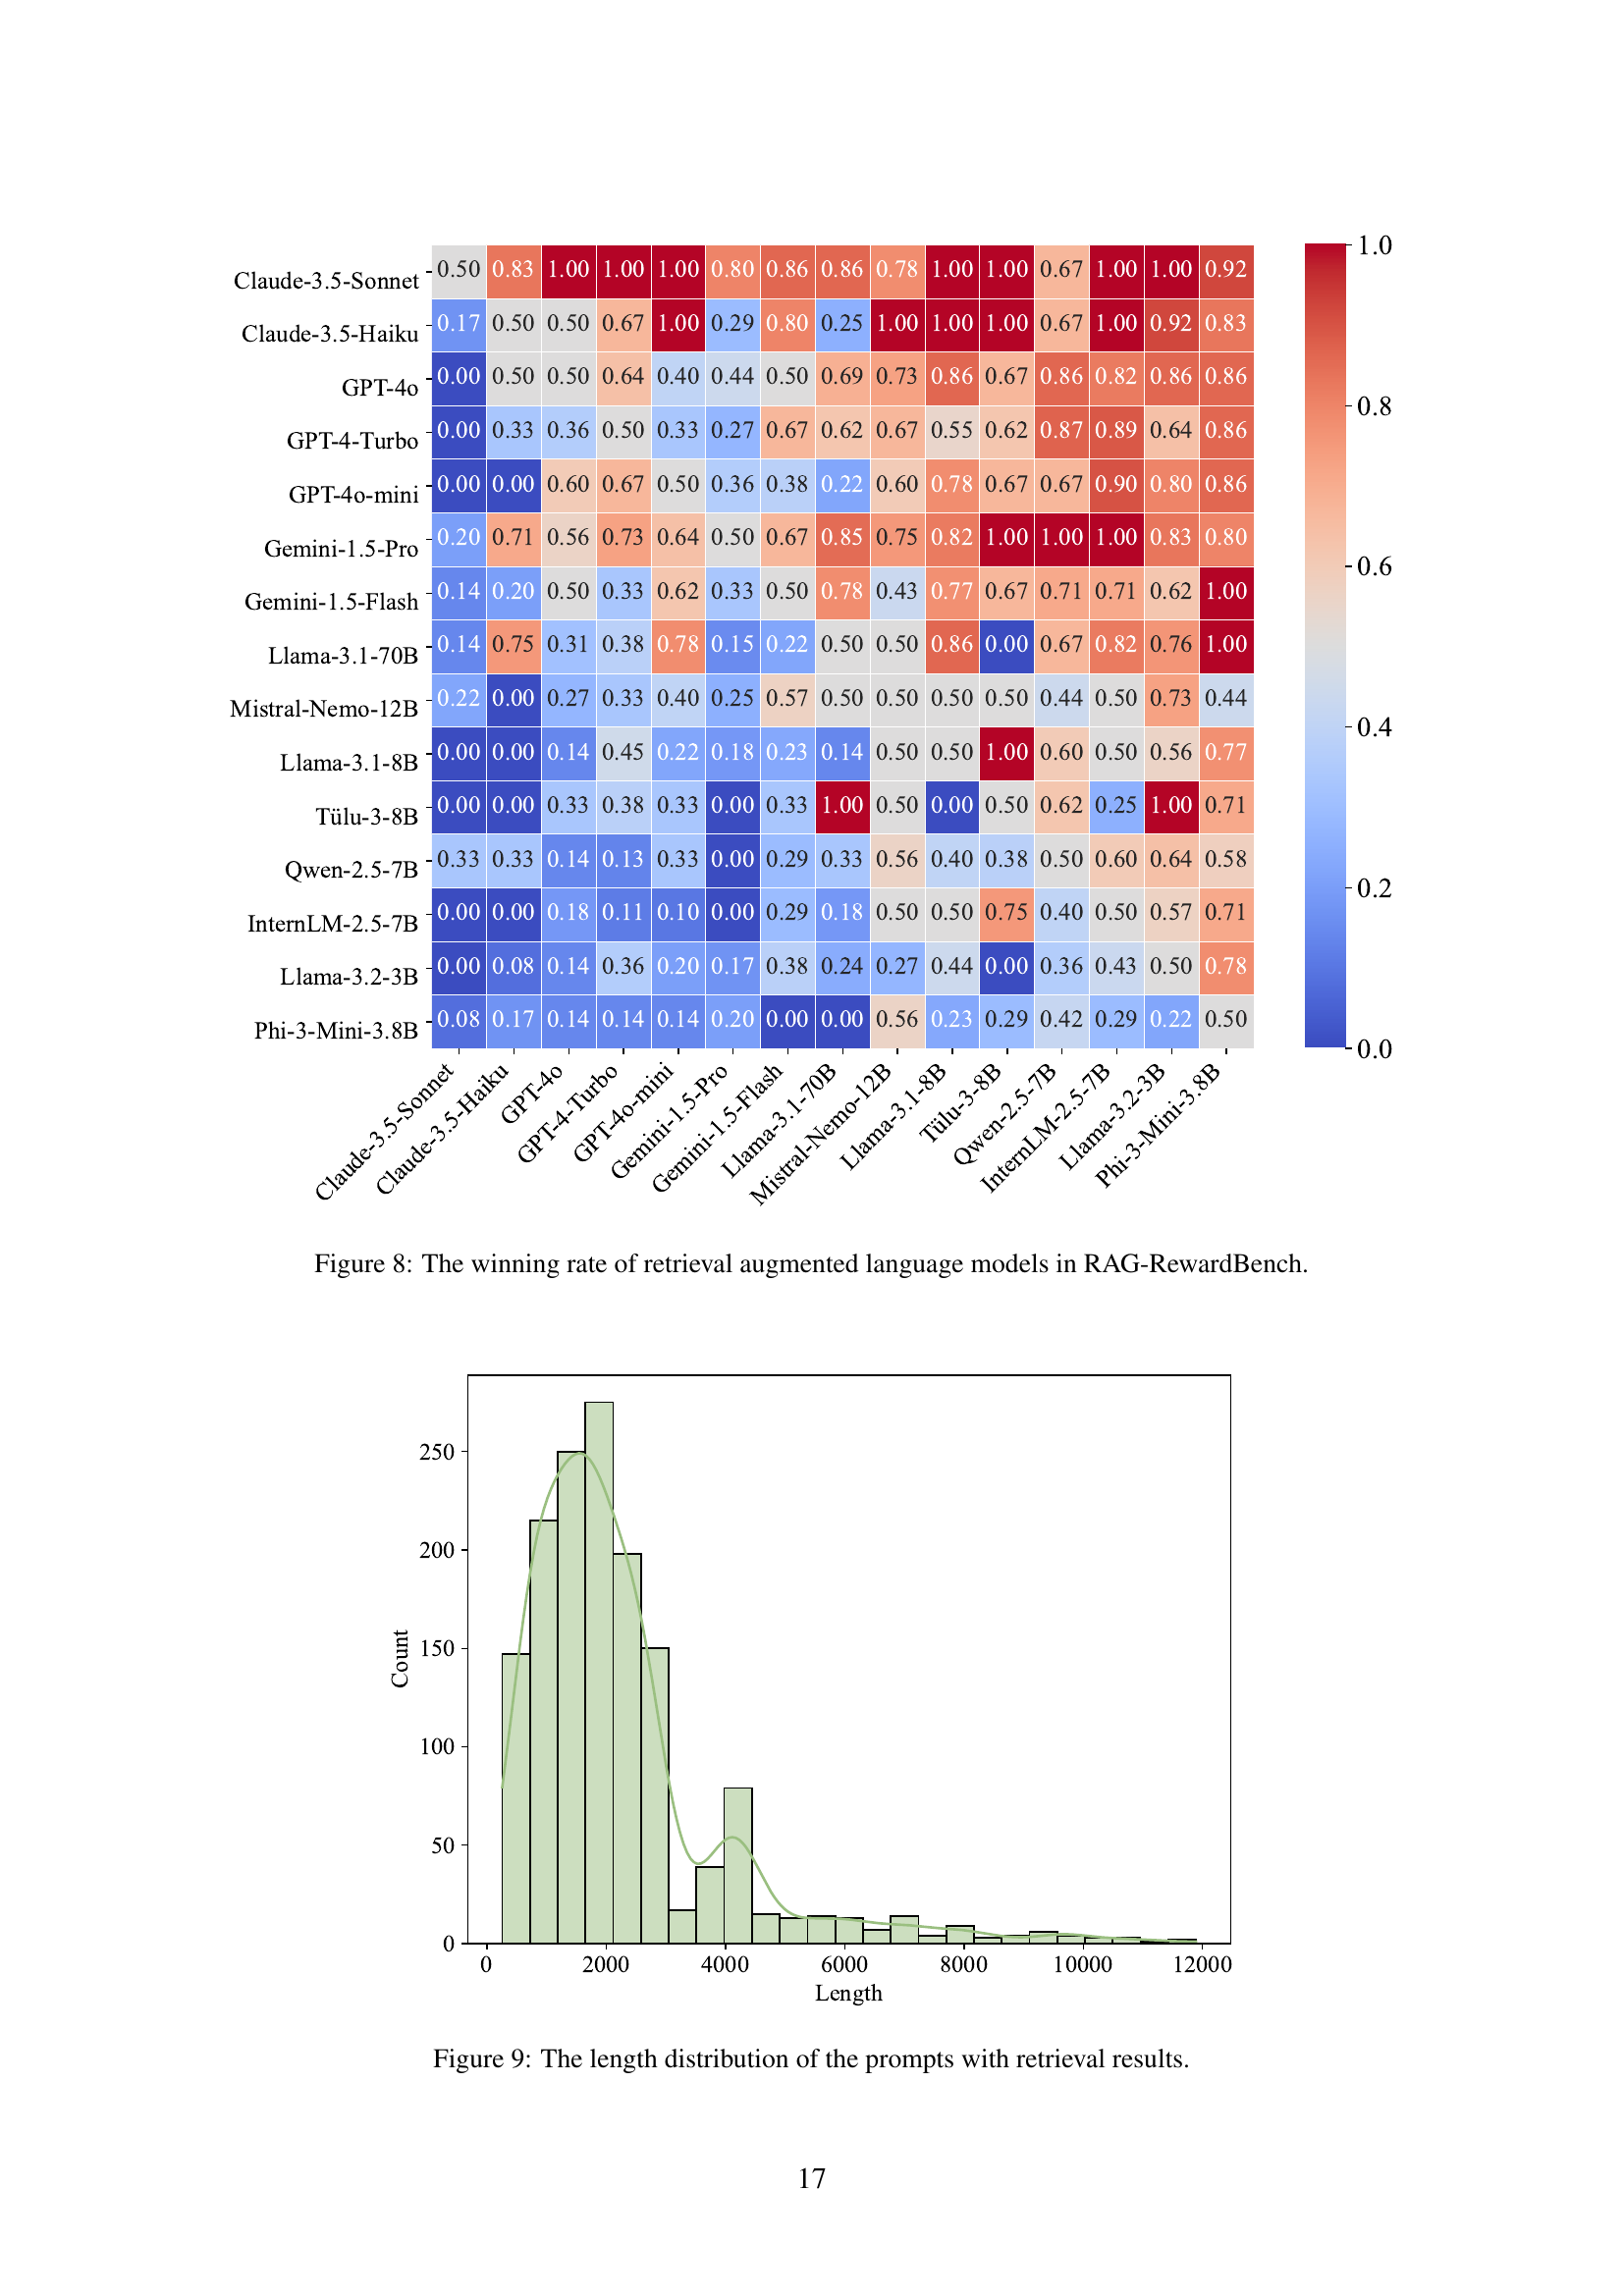 Claude-3.5-Sonnet 0.50 0.83 1.00 1.00 1.00 0.80 0.86 0.86 0.78 1.00 1.00 0.67 1.00 1.00 0.92
Claude-3.5-Haiku 0.17 0.50 0.50 0.67 1.00 0.29 0.80 0.25 1.00 1.00 1.00 0.67 1.00 0.92 0.83
GPT-4o 0.00 0.50 0.50 0.64 0.40 0.44 0.50 0.69 0.73 0.86 0.67 0.86 0.82 0.86 0.86
GPT-4-Turbo 0.00 0.33 0.36 0.50 0.33 0.27 0.67 0.62 0.67 0.55 0.62 0.87 0.89 0.64 0.86
GPT-4o-mini 0.00 0.00 0.60 0.67 0.50 0.36 0.38 0.22 0.60 0.78 0.67 0.67 0.90 0.80 0.86
Gemini-1.5-Pro 0.20 0.71 0.56 0.73 0.64 0.50 0.67 0.85 0.75 0.82 1.00 1.00 1.00 0.83 0.80
Gemini-1.5-Flash 0.14 0.20 0.50 0.33 0.62 0.33 0.50 0.78 0.43 0.77 0.67 0.71 0.71 0.62 1.00
Llama-3.1-70B 0.14 0.75 0.31 0.38 0.78 0.15 0.22 0.50 0.50 0.86 0.00 0.67 0.82 0.76 1.00
Mistral-Nemo-12B 0.22 0.00 0.27 0.33 0.40 0.25 0.57 0.50 0.50 0.50 0.50 0.44 0.50 0.73 0.44
Llama-3.1-8B 0.00 0.00 0.14 0.45 0.22 0.18 0.23 0.14 0.50 0.50 1.00 0.60 0.50 0.56 0.77
Tülu-3-8B 0.00 0.00 0.33 0.38 0.33 0.00 0.33 1.00 0.50 0.00 0.50 0.62 0.25 1.00 0.71
Qwen-2.5-7B 0.33 0.33 0.14 0.13 0.33 0.00 0.29 0.33 0.56 0.40 0.38 0.50 0.60 0.64 0.58
InternLM-2.5-7B 0.00 0.00 0.18 0.11 0.10 0.00 0.29 0.18 0.50 0.50 0.75 0.40 0.50 0.57 0.71
Llama-3.2-3B 0.00 0.08 0.14 0.36 0.20 0.17 0.38 0.24 0.27 0.44 0.00 0.36 0.43 0.50 0.78
Phi-3-Mini-3.8B 0.08 0.17 0.14 0.14 0.14 0.20 0.00 0.00 0.56 0.23 0.29 0.42 0.29 0.22 0.50
Claude-3.5-Sonnet
Claude-3.5-Haiku
GPT-4o
GPT-4-Turbo
GPT-4o-mini
Gemini-1.5-Pro
Gemini-1.5-Flash
Llama-3.1-70B
Mistral-Nemo-12B
Llama-3.1-8B
Tülu-3-8B
Qwen-2.5-7B
InternLM-2.5-7B
Llama-3.2-3B
Phi-3-Mini-3.8B
1.0
0.8
0.6
0.4
0.2
0.0
Figure 8: The winning rate of retrieval augmented language models in RAG-RewardBench.
Count
250
200
150
100
50
0
0 2000 4000 6000 8000 10000 12000
Length
Figure 9: The length distribution of the prompts with retrieval results.
17